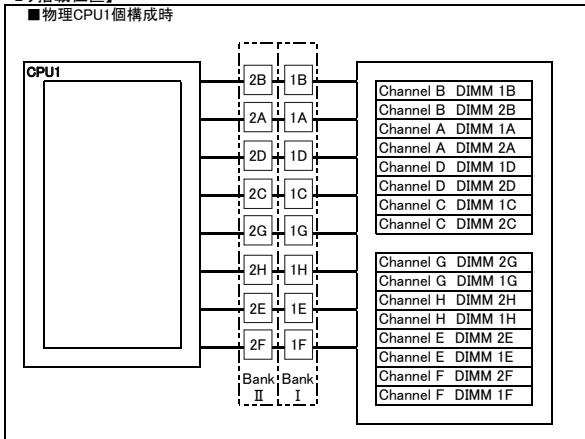 ■物理CPU1個構成時
CPU1
2B 1B
2A 1A
2D 1D
2C 1C
2G 1G
2H 1H
2E 1E
2F 1F
Bank Bank
Ⅱ Ⅰ
Channel B DIMM 1B
Channel B DIMM 2B
Channel A DIMM 1A
Channel A DIMM 2A
Channel D DIMM 1D
Channel D DIMM 2D
Channel C DIMM 1C
Channel C DIMM 2C
Channel G DIMM 2G
Channel G DIMM 1G
Channel H DIMM 2H
Channel H DIMM 1H
Channel E DIMM 2E
Channel E DIMM 1E
Channel F DIMM 2F
Channel F DIMM 1F